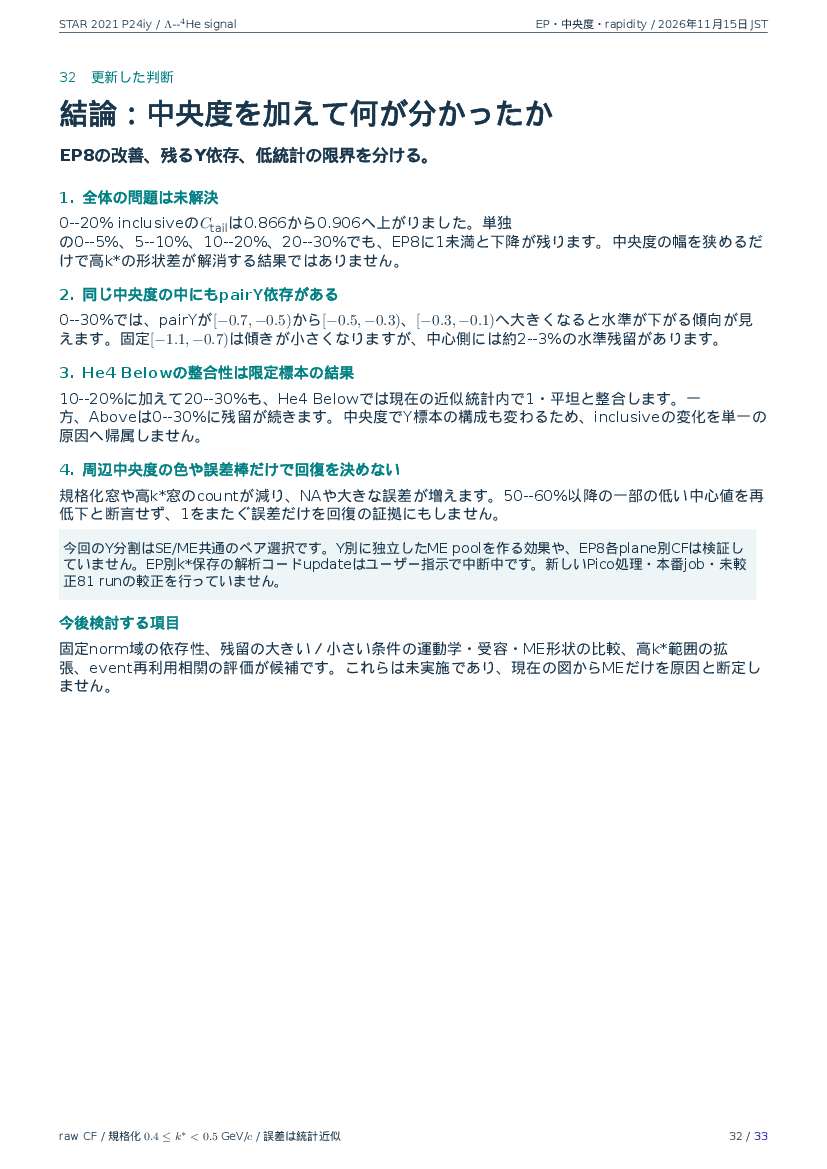 STAR 2021 P24iy / Λ--⁴He signal
EP・中央度・rapidity / 2026年11月15日 JST
32 更新した判断
結論：中央度を加えて何が分かったか
EP8の改善、残るY依存、低統計の限界を分ける。
1. 全体の問題は未解決
0--20% inclusiveのC_tailは0.866から0.906へ上がりました。単独
の0--5%、5--10%、10--20%、20--30%でも、EP8に1未満と下降が残ります。中央度の幅を狭めるだ
けで高k*の形状差が解消する結果ではありません。
2. 同じ中央度の中にもpairY依存がある
0--30%では、pairYが[−0.7, −0.5)から[−0.5, −0.3)、[−0.3, −0.1)へ大きくなると水準が下がる傾向が見
えます。固定[−1.1, −0.7)は傾きが小さくなりますが、中心側には約2--3%の水準残留があります。
3. He4 Belowの整合性は限定標本の結果
10--20%に加えて20--30%も、He4 Belowでは現在の近似統計内で1・平坦と整合します。一
方、Aboveは0--30%に残留が続きます。中央度でY標本の構成も変わるため、inclusiveの変化を単一の
原因へ帰属しません。
4. 周辺中央度の色や誤差棒だけで回復を決めない
規格化窓や高k*窓のcountが減り、NAや大きな誤差が増えます。50--60%以降の一部の低い中心値を再
低下と断言せず、1をまたぐ誤差だけを回復の証拠にもしません。
今回のY分割はSE/ME共通のペア選択です。Y別に独立したME poolを作る効果や、EP8各plane別CFは検証し
ていません。EP別k*保存の解析コードupdateはユーザー指示で中断中です。新しいPico処理・本番job・未較
正81 runの較正を行っていません。
今後検討する項目
固定norm域の依存性、残留の大きい / 小さい条件の運動学・受容・ME形状の比較、高k*範囲の拡
張、event再利用相関の評価が候補です。これらは未実施であり、現在の図からMEだけを原因と断定し
ません。
raw CF / 規格化 0.4 ≤ k* < 0.5 GeV/c / 誤差は統計近似
32 / 33